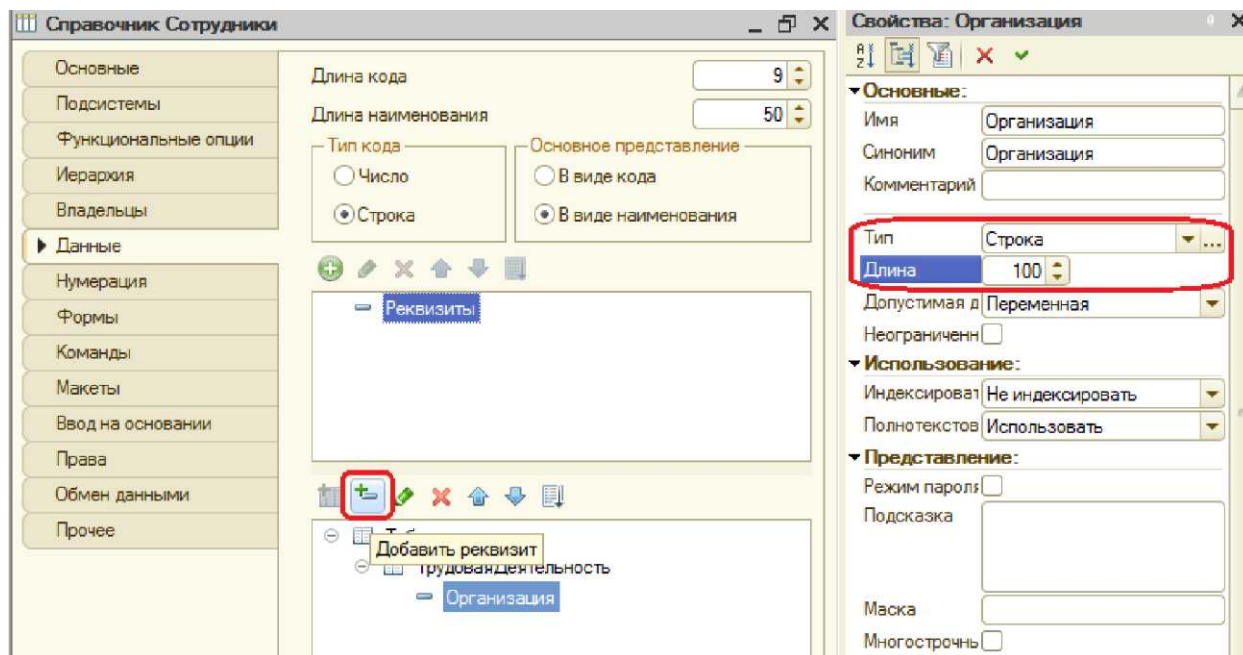 Справочник Сотрудники
Основные
Подсистемы
Функциональные опции
Иерархия
Владельцы
Данные
Нумерация
Формы
Команды
Макеты
Ввод на основании
Права
Обмен данными
Прочее
Длина кода 9
Длина наименования 50
Тип кода
Число
Строка
Основное представление
В виде кода
В виде наименования
Реквизиты
Добавить реквизит
ТрудоваяДеятельность
Организация
Свойства: Организация
Основные:
Имя Организация
Синоним Организация
Комментарий
Тип Строка ...
Длина 100
Допустимая д Переменная
Неограниченн
Использование:
Индексироват Не индексировать
Полнотекстов Использовать
Представление:
Режим пароля
Подсказка
Маска
Многострочнь